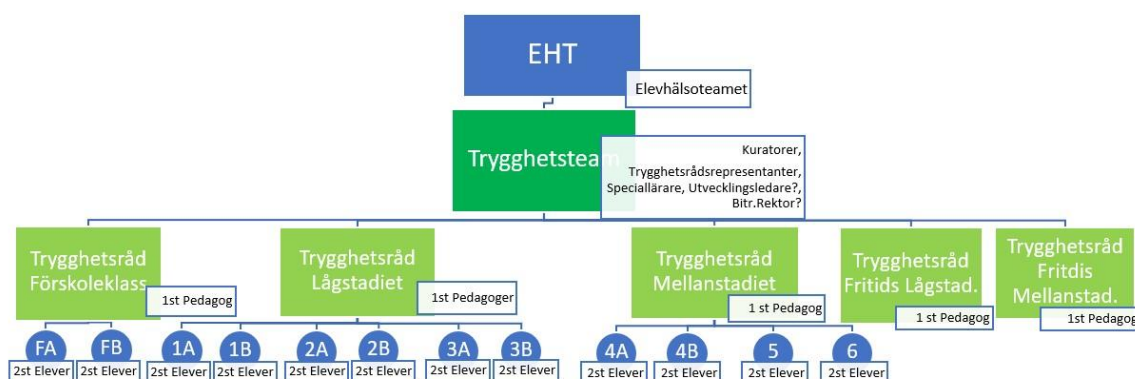 EHT
Elevhälsoteamet
Trygghetsteam
Kuratorer,
Trygghetsrådsrepresentanter,
Speciallärare, Utvecklingsledare?,
Bitr.Rektor?
Trygghetsråd
Förskoleklass
1st Pedagog
Trygghetsråd
Lågstadiet
1st Pedagoger
Trygghetsråd
Mellanstadiet
1 st Pedagog
Trygghetsråd
Fritids Lågstad.
1 st Pedagog
Trygghetsråd
Fritdis
Mellanstad.
1st Pedagog
FA
2st Elever
FB
2st Elever
1A
2st Elever
1B
2st Elever
2A
2st Elever
2B
2st Elever
3A
2st Elever
3B
2st Elever
4A
2st Elever
4B
2st Elever
5
2st Elever
6
2st Elever